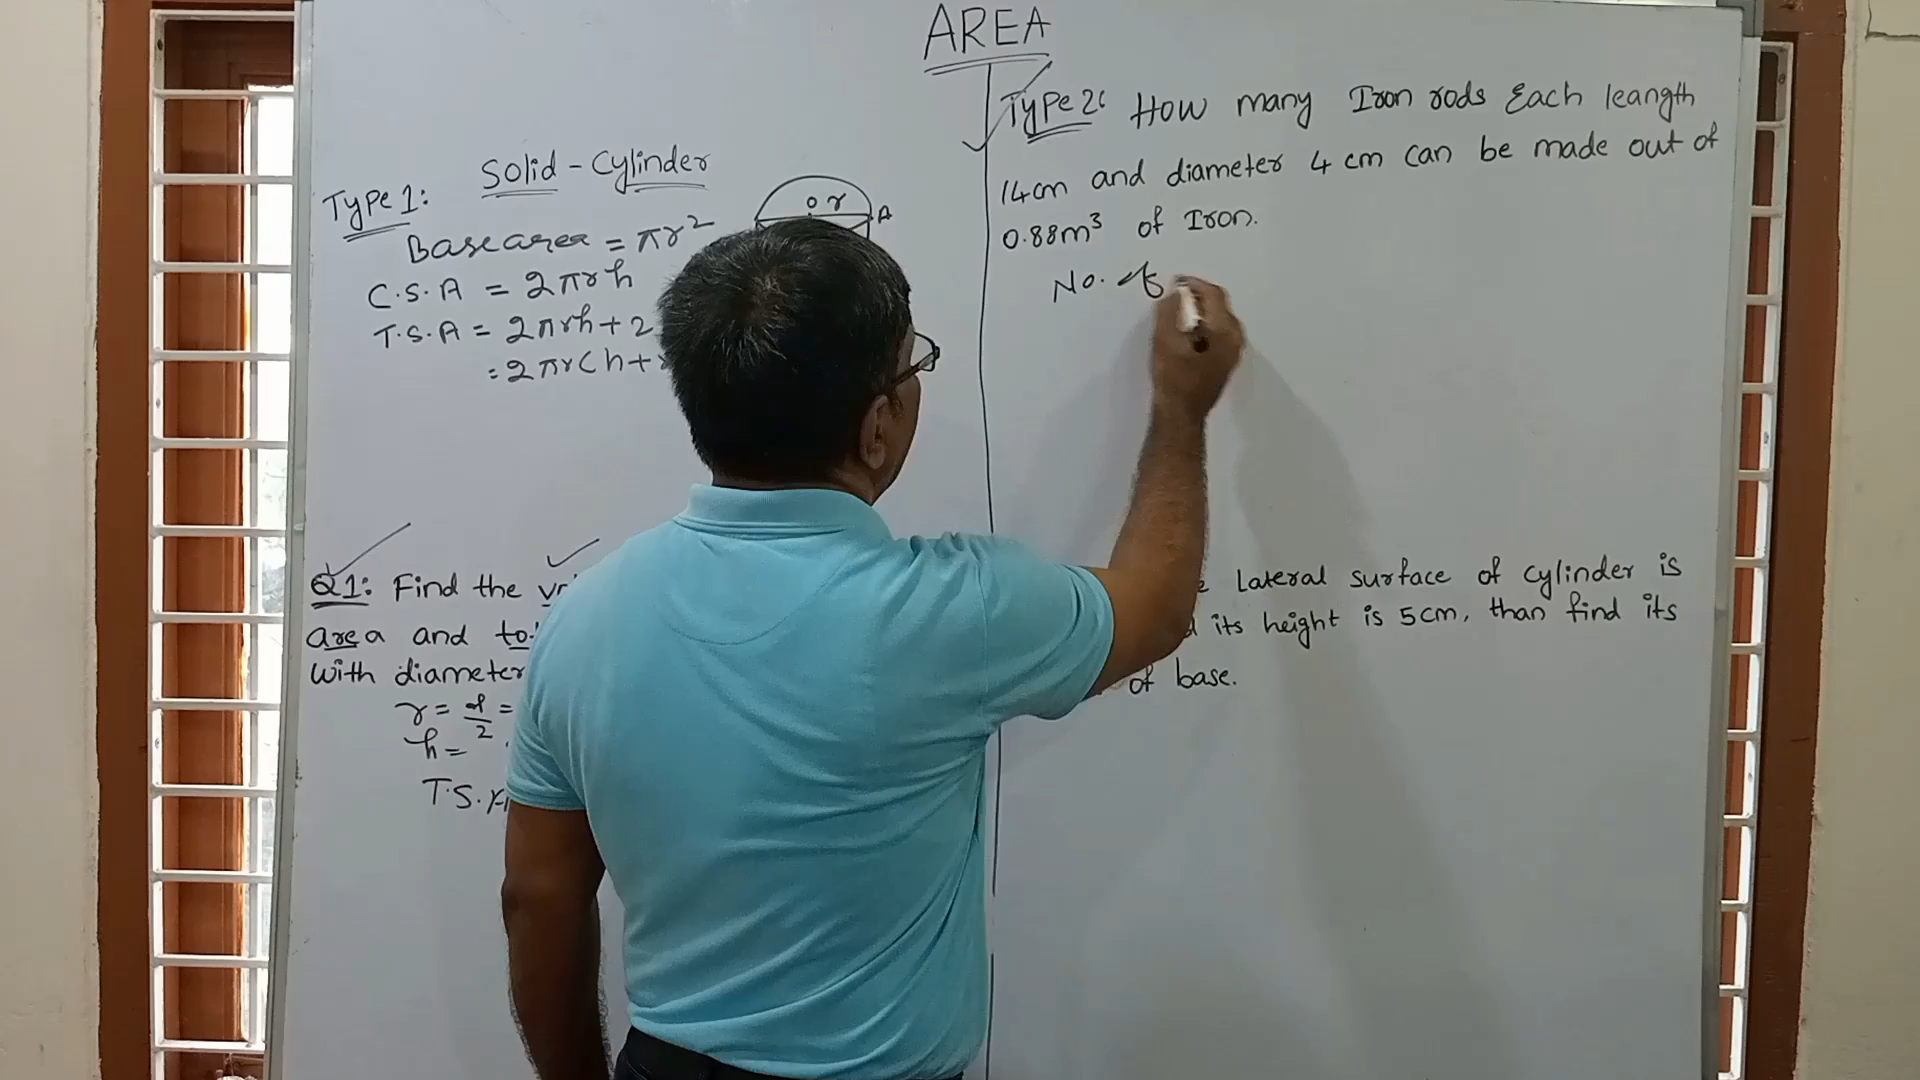 AREA
Solid - Cylinder
Type 1:
Base area = πr²
C.S.A = 2πrh
T.S.A = 2πrh + 2
= 2πr(h+
O r
A
Q1: Find the
area and
with diameter
r = d/2 =
h =
T.S.A
Type 2: How many Iron rods Each leangth
14cm and diameter 4 cm can be made out of
0.88m³ of Iron.
No. of
Lateral surface of cylinder is
its height is 5cm, than find its
of base.